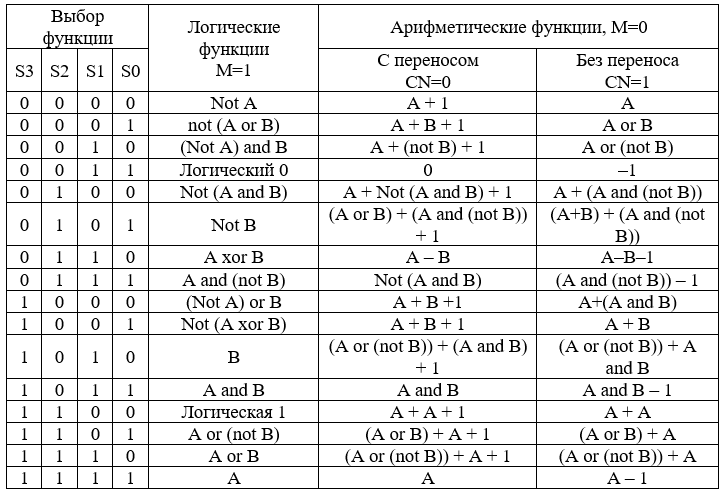 Выбор функции | Логические функции M=1 | Арифметические функции, M=0
S3 | S2 | S1 | S0 | С переносом CN=0 | Без переноса CN=1
0 | 0 | 0 | 0 | Not A | A + 1 | A
0 | 0 | 0 | 1 | not (A or B) | A + B + 1 | A or B
0 | 0 | 1 | 0 | (Not A) and B | A + (not B) + 1 | A or (not B)
0 | 0 | 1 | 1 | Логический 0 | 0 | –1
0 | 1 | 0 | 0 | Not (A and B) | A + Not (A and B) + 1 | A + (A and (not B))
0 | 1 | 0 | 1 | Not B | (A or B) + (A and (not B)) + 1 | (A+B) + (A and (not B))
0 | 1 | 1 | 0 | A xor B | A – B | A–B–1
0 | 1 | 1 | 1 | A and (not B) | Not (A and B) | (A and (not B)) – 1
1 | 0 | 0 | 0 | (Not A) or B | A + B +1 | A+(A and B)
1 | 0 | 0 | 1 | Not (A xor B) | A + B + 1 | A + B
1 | 0 | 1 | 0 | B | (A or (not B)) + (A and B) + 1 | (A or (not B)) + A and B
1 | 0 | 1 | 1 | A and B | A and B | A and B – 1
1 | 1 | 0 | 0 | Логическая 1 | A + A + 1 | A + A
1 | 1 | 0 | 1 | A or (not B) | (A or B) + A + 1 | (A or B) + A
1 | 1 | 1 | 0 | A or B | (A or (not B)) + A + 1 | (A or (not B)) + A
1 | 1 | 1 | 1 | A | A | A – 1